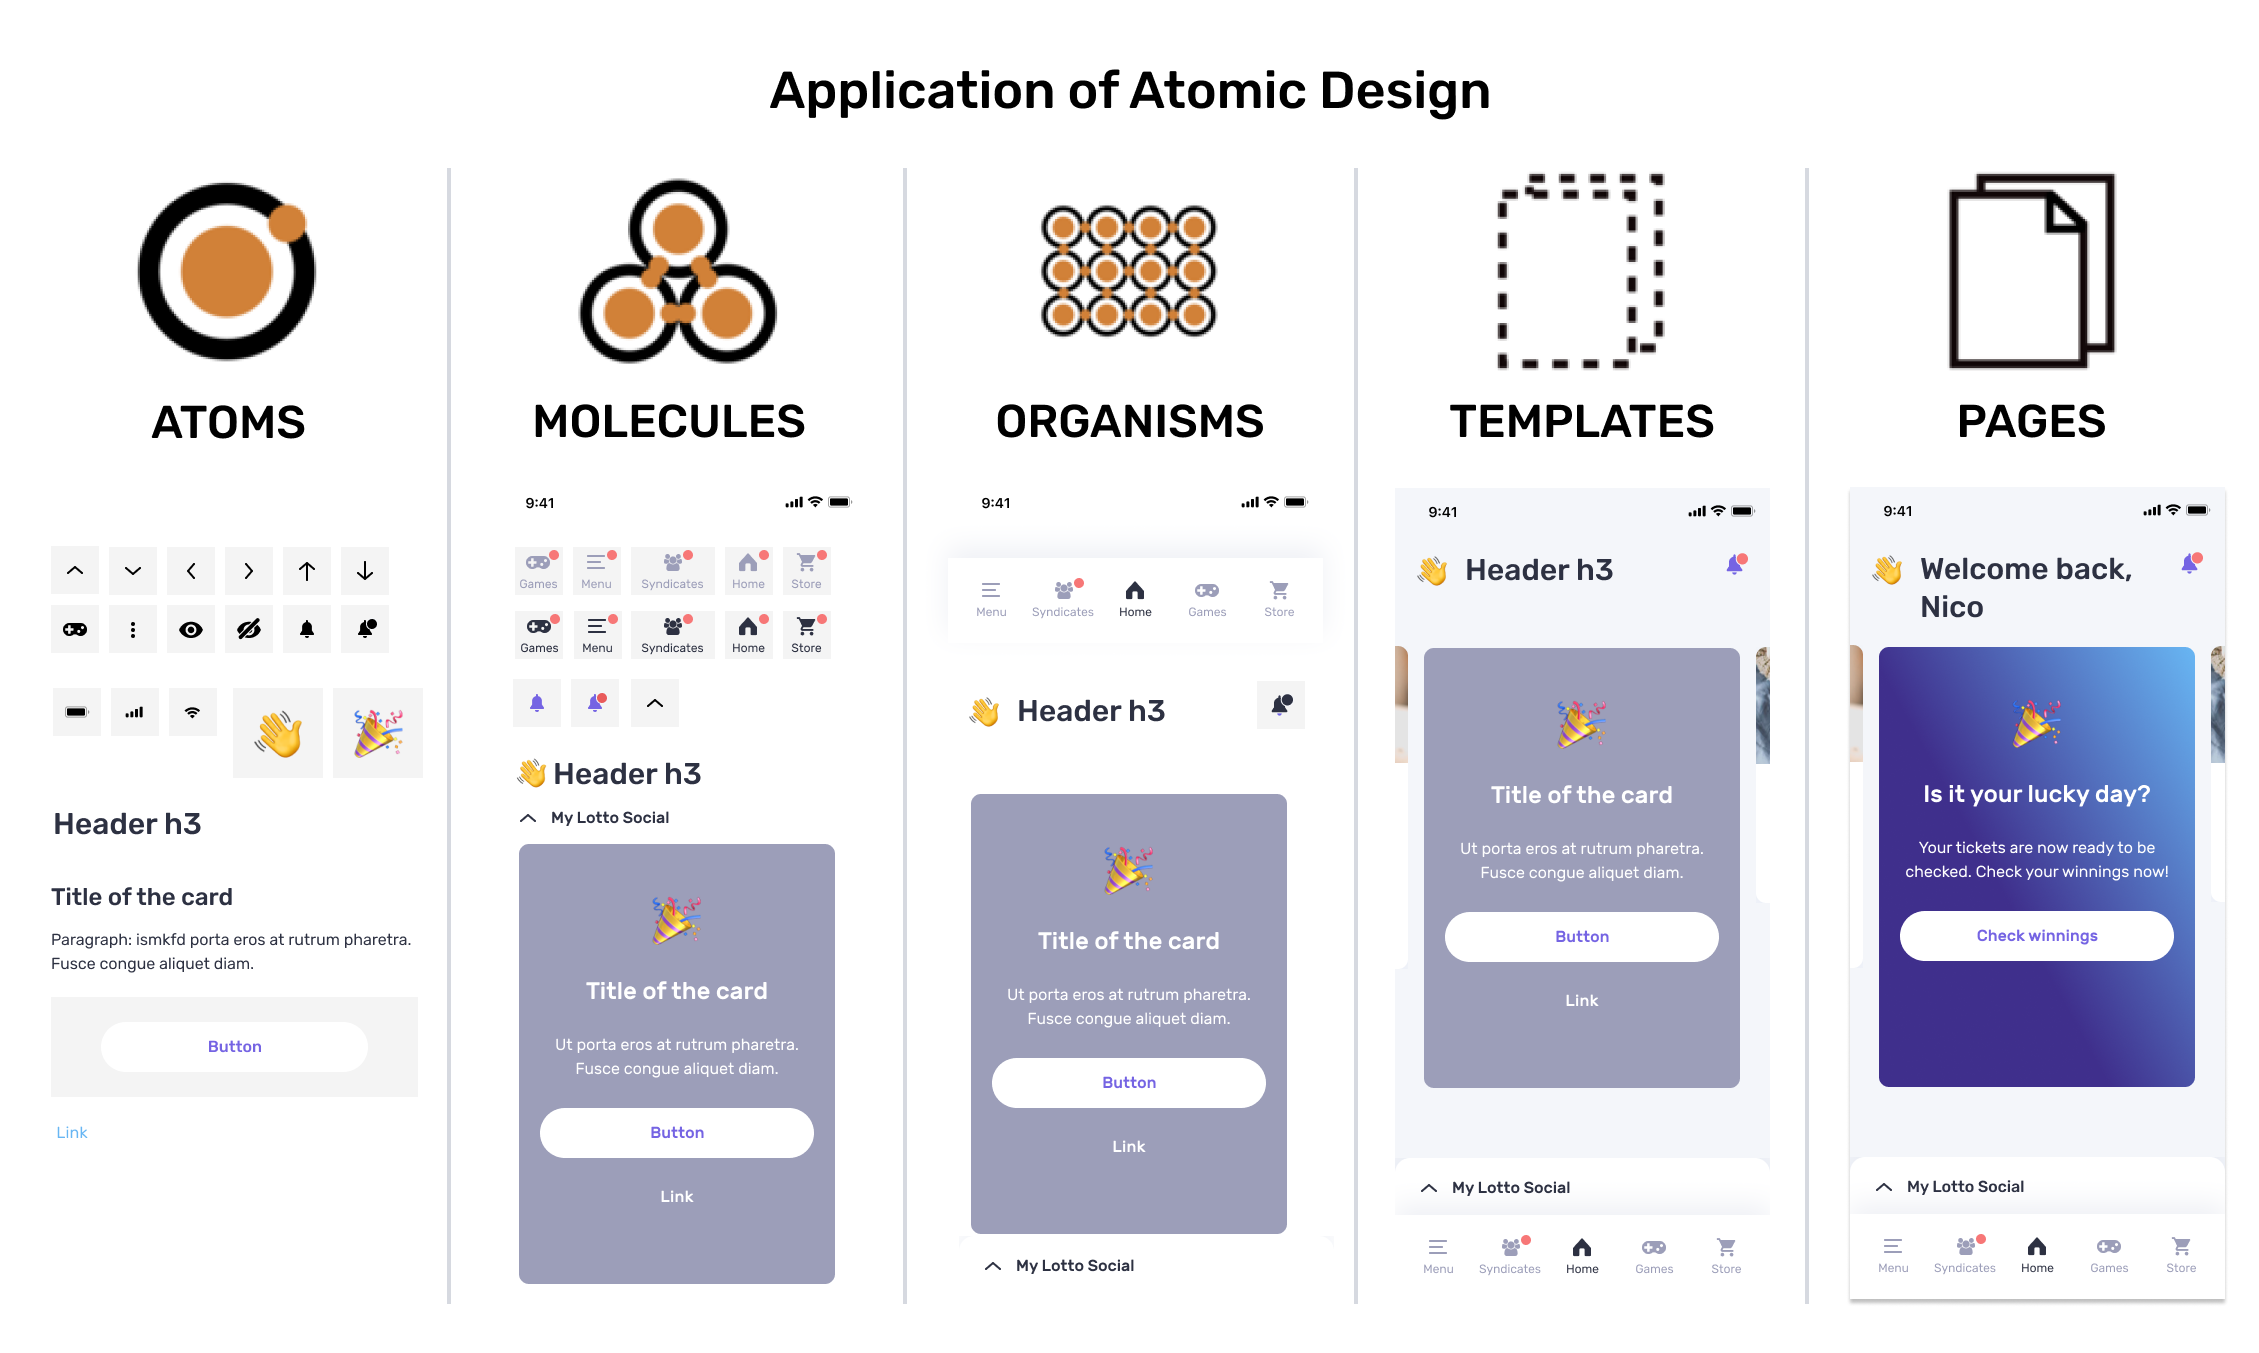 Application of Atomic Design
ATOMS
Header h3
Title of the card
Paragraph: ismkfd porta eros at rutrum pharetra.
Fusce congue aliquet diam.
Button
Link
MOLECULES
9:41
Games Menu Syndicates Home Store
Games Menu Syndicates Home Store
Header h3
My Lotto Social
Title of the card
Ut porta eros at rutrum pharetra.
Fusce congue aliquet diam.
Button
Link
ORGANISMS
9:41
Menu Syndicates Home Games Store
Header h3
Title of the card
Ut porta eros at rutrum pharetra.
Fusce congue aliquet diam.
Button
Link
My Lotto Social
TEMPLATES
9:41
Header h3
Title of the card
Ut porta eros at rutrum pharetra.
Fusce congue aliquet diam.
Button
Link
My Lotto Social
Menu Syndicates Home Games Store
PAGES
9:41
Welcome back,
Nico
Is it your lucky day?
Your tickets are now ready to be
checked. Check your winnings now!
Check winnings
My Lotto Social
Menu Syndicates Home Games Store